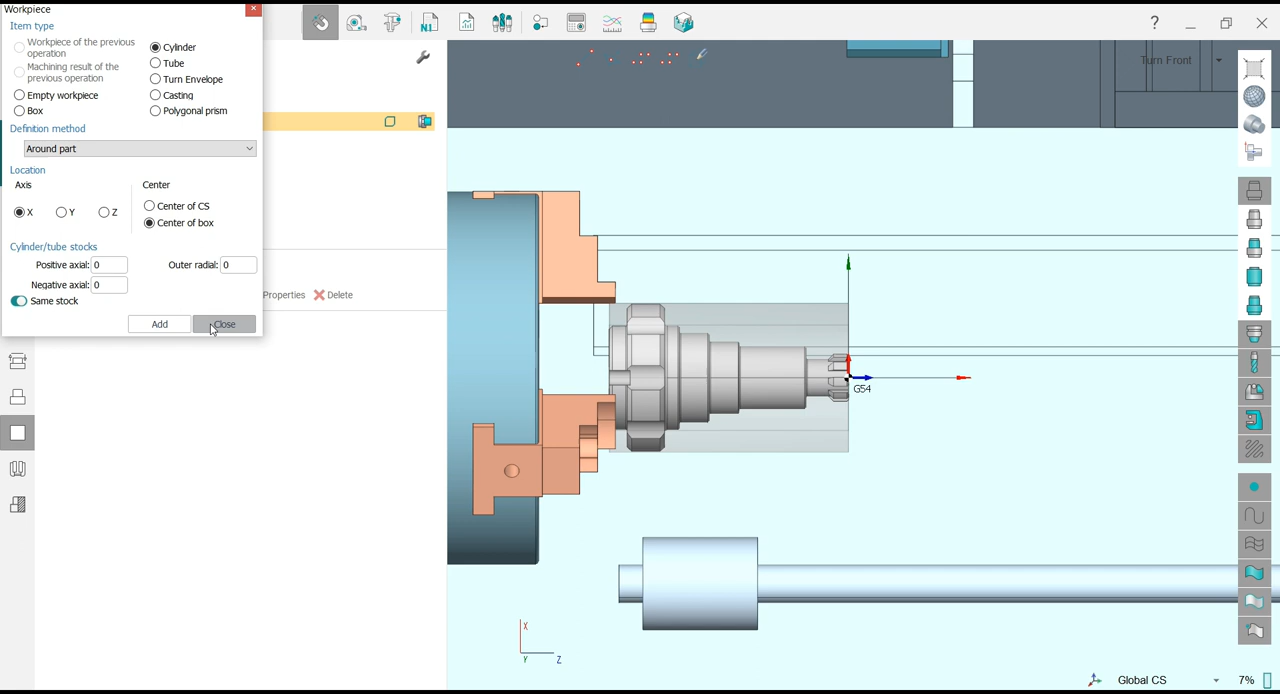 Workpiece
Item type
Workpiece of the previous operation
Cylinder
Tube
Machining result of the previous operation
Turn Envelope
Empty workpiece
Casting
Box
Polygonal prism
Definition method
Around part
Location
Axis
Center
X
Y
Z
Center of CS
Center of box
Cylinder/tube stocks
Positive axial: 0
Outer radial: 0
Negative axial: 0
Same stock
Add
Close
Properties
Delete
?
Turn Front
G54
X
Y
Z
Global CS
7%